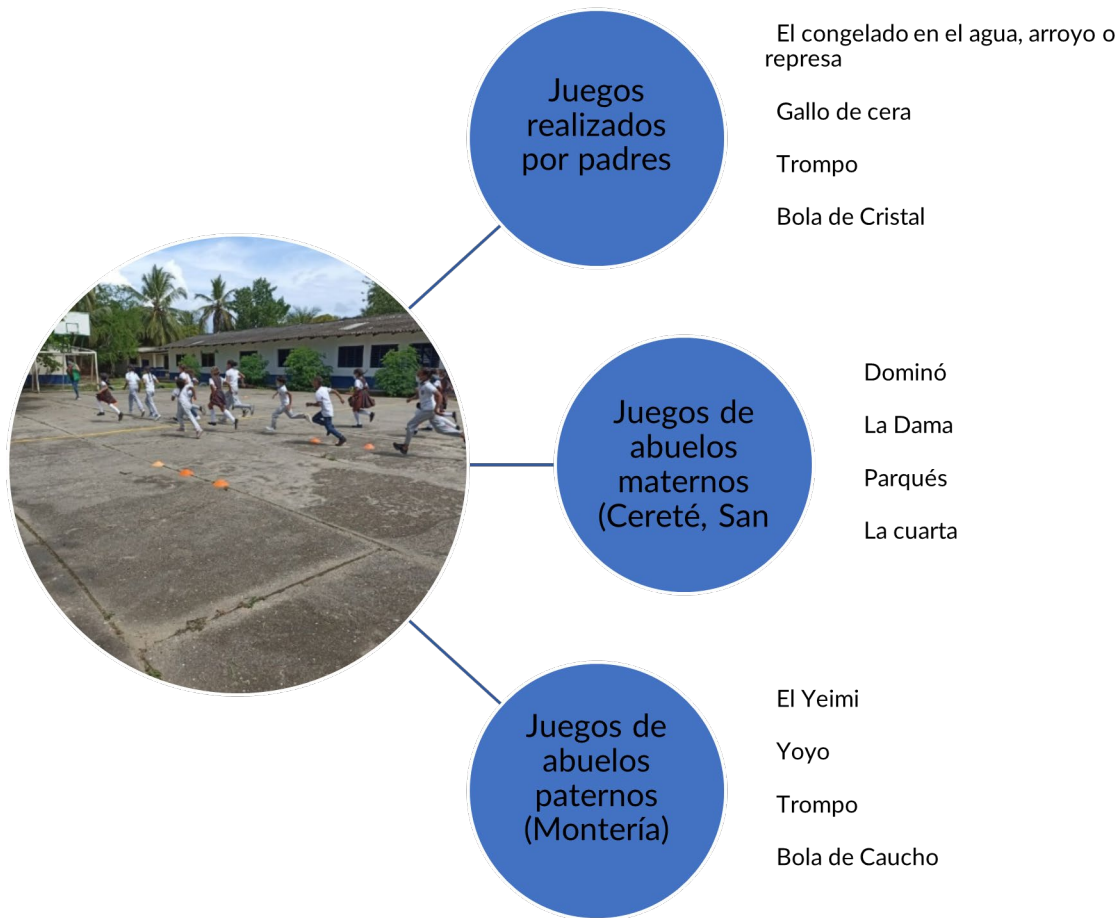 Juegos
realizados
por padres
El congelado en el agua, arroyo o
represa
Gallo de cera
Trompo
Bola de Cristal
Juegos de
abuelos
maternos
(Cereté, San
Dominó
La Dama
Parqués
La cuarta
Juegos de
abuelos
paternos
(Montería)
El Yeimi
Yoyo
Trompo
Bola de Caucho